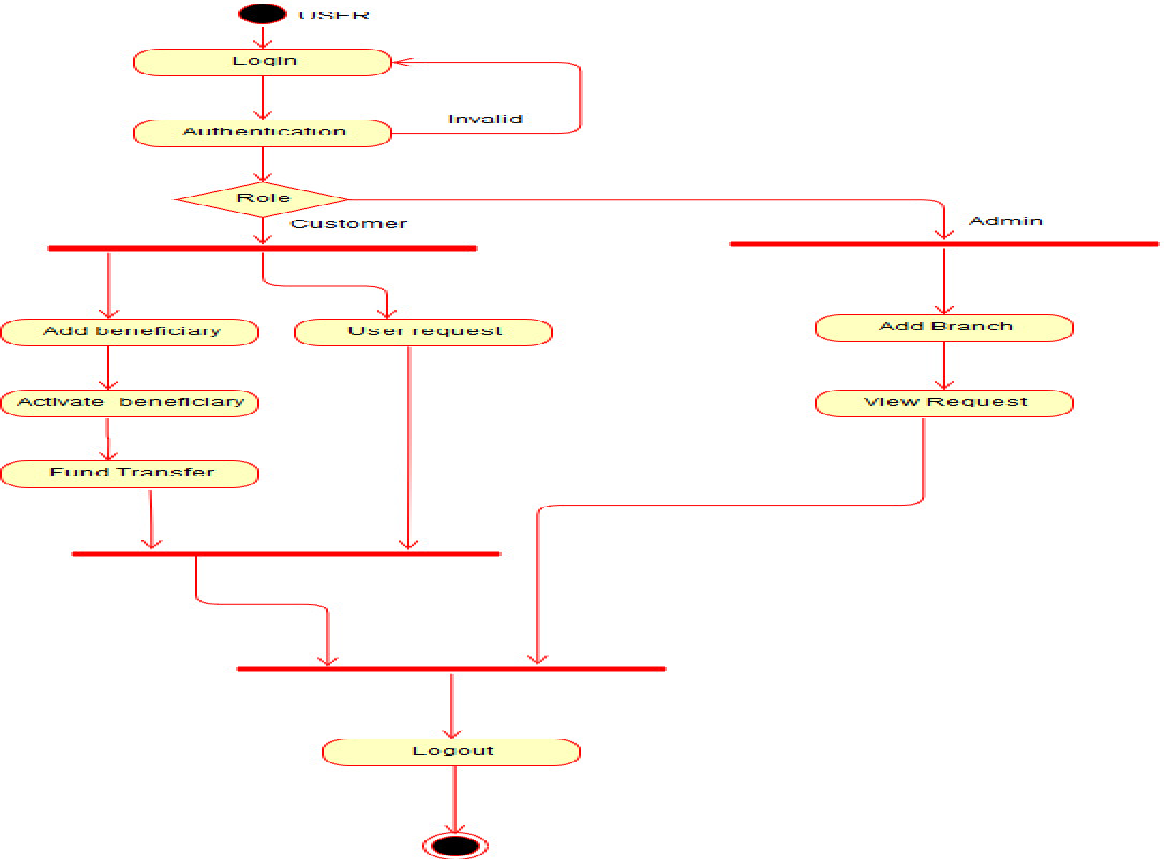 USER
Login
Authentication
Invalid
Role
Customer
Admin
Add beneficiary
User request
Add Branch
Activate beneficiary
View Request
Fund Transfer
Logout